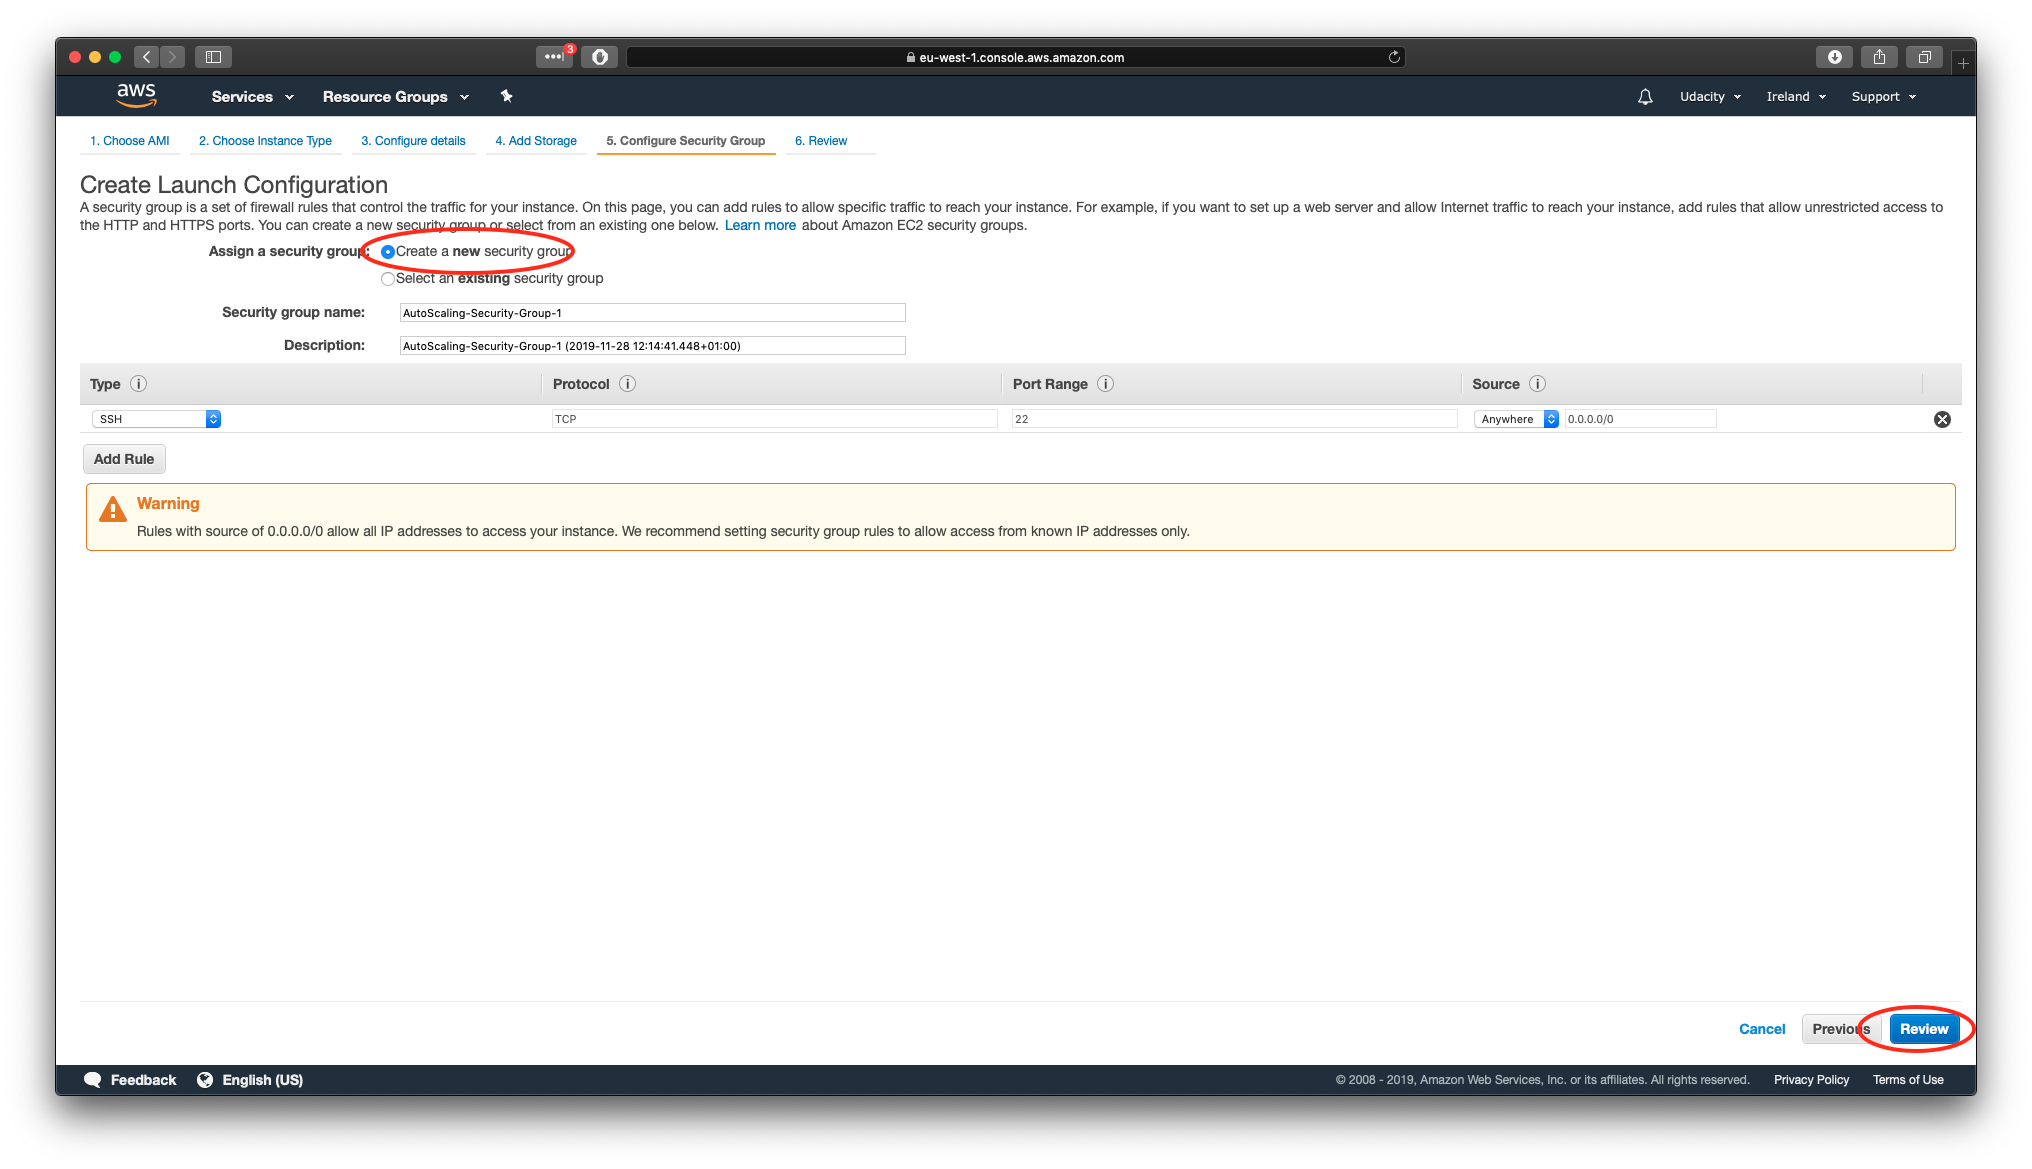 3
eu-west-1.console.aws.amazon.com
aws Services Resource Groups Udacity Ireland Support
1. Choose AMI 2. Choose Instance Type 3. Configure details 4. Add Storage 5. Configure Security Group 6. Review
Create Launch Configuration
A security group is a set of firewall rules that control the traffic for your instance. On this page, you can add rules to allow specific traffic to reach your instance. For example, if you want to set up a web server and allow Internet traffic to reach your instance, add rules that allow unrestricted access to
the HTTP and HTTPS ports. You can create a new security group or select from an existing one below. Learn more about Amazon EC2 security groups.
Assign a security group: Create a new security group
Select an existing security group
Security group name: AutoScaling-Security-Group-1
Description: AutoScaling-Security-Group-1 (2019-11-28 12:14:41.448+01:00)
Type i Protocol i Port Range i Source i
SSH TCP 22 Anywhere 0.0.0.0/0
Add Rule
Warning
Rules with source of 0.0.0.0/0 allow all IP addresses to access your instance. We recommend setting security group rules to allow access from known IP addresses only.
Cancel Previous Review
Feedback English (US) © 2008 - 2019, Amazon Web Services, Inc. or its affiliates. All rights reserved. Privacy Policy Terms of Use